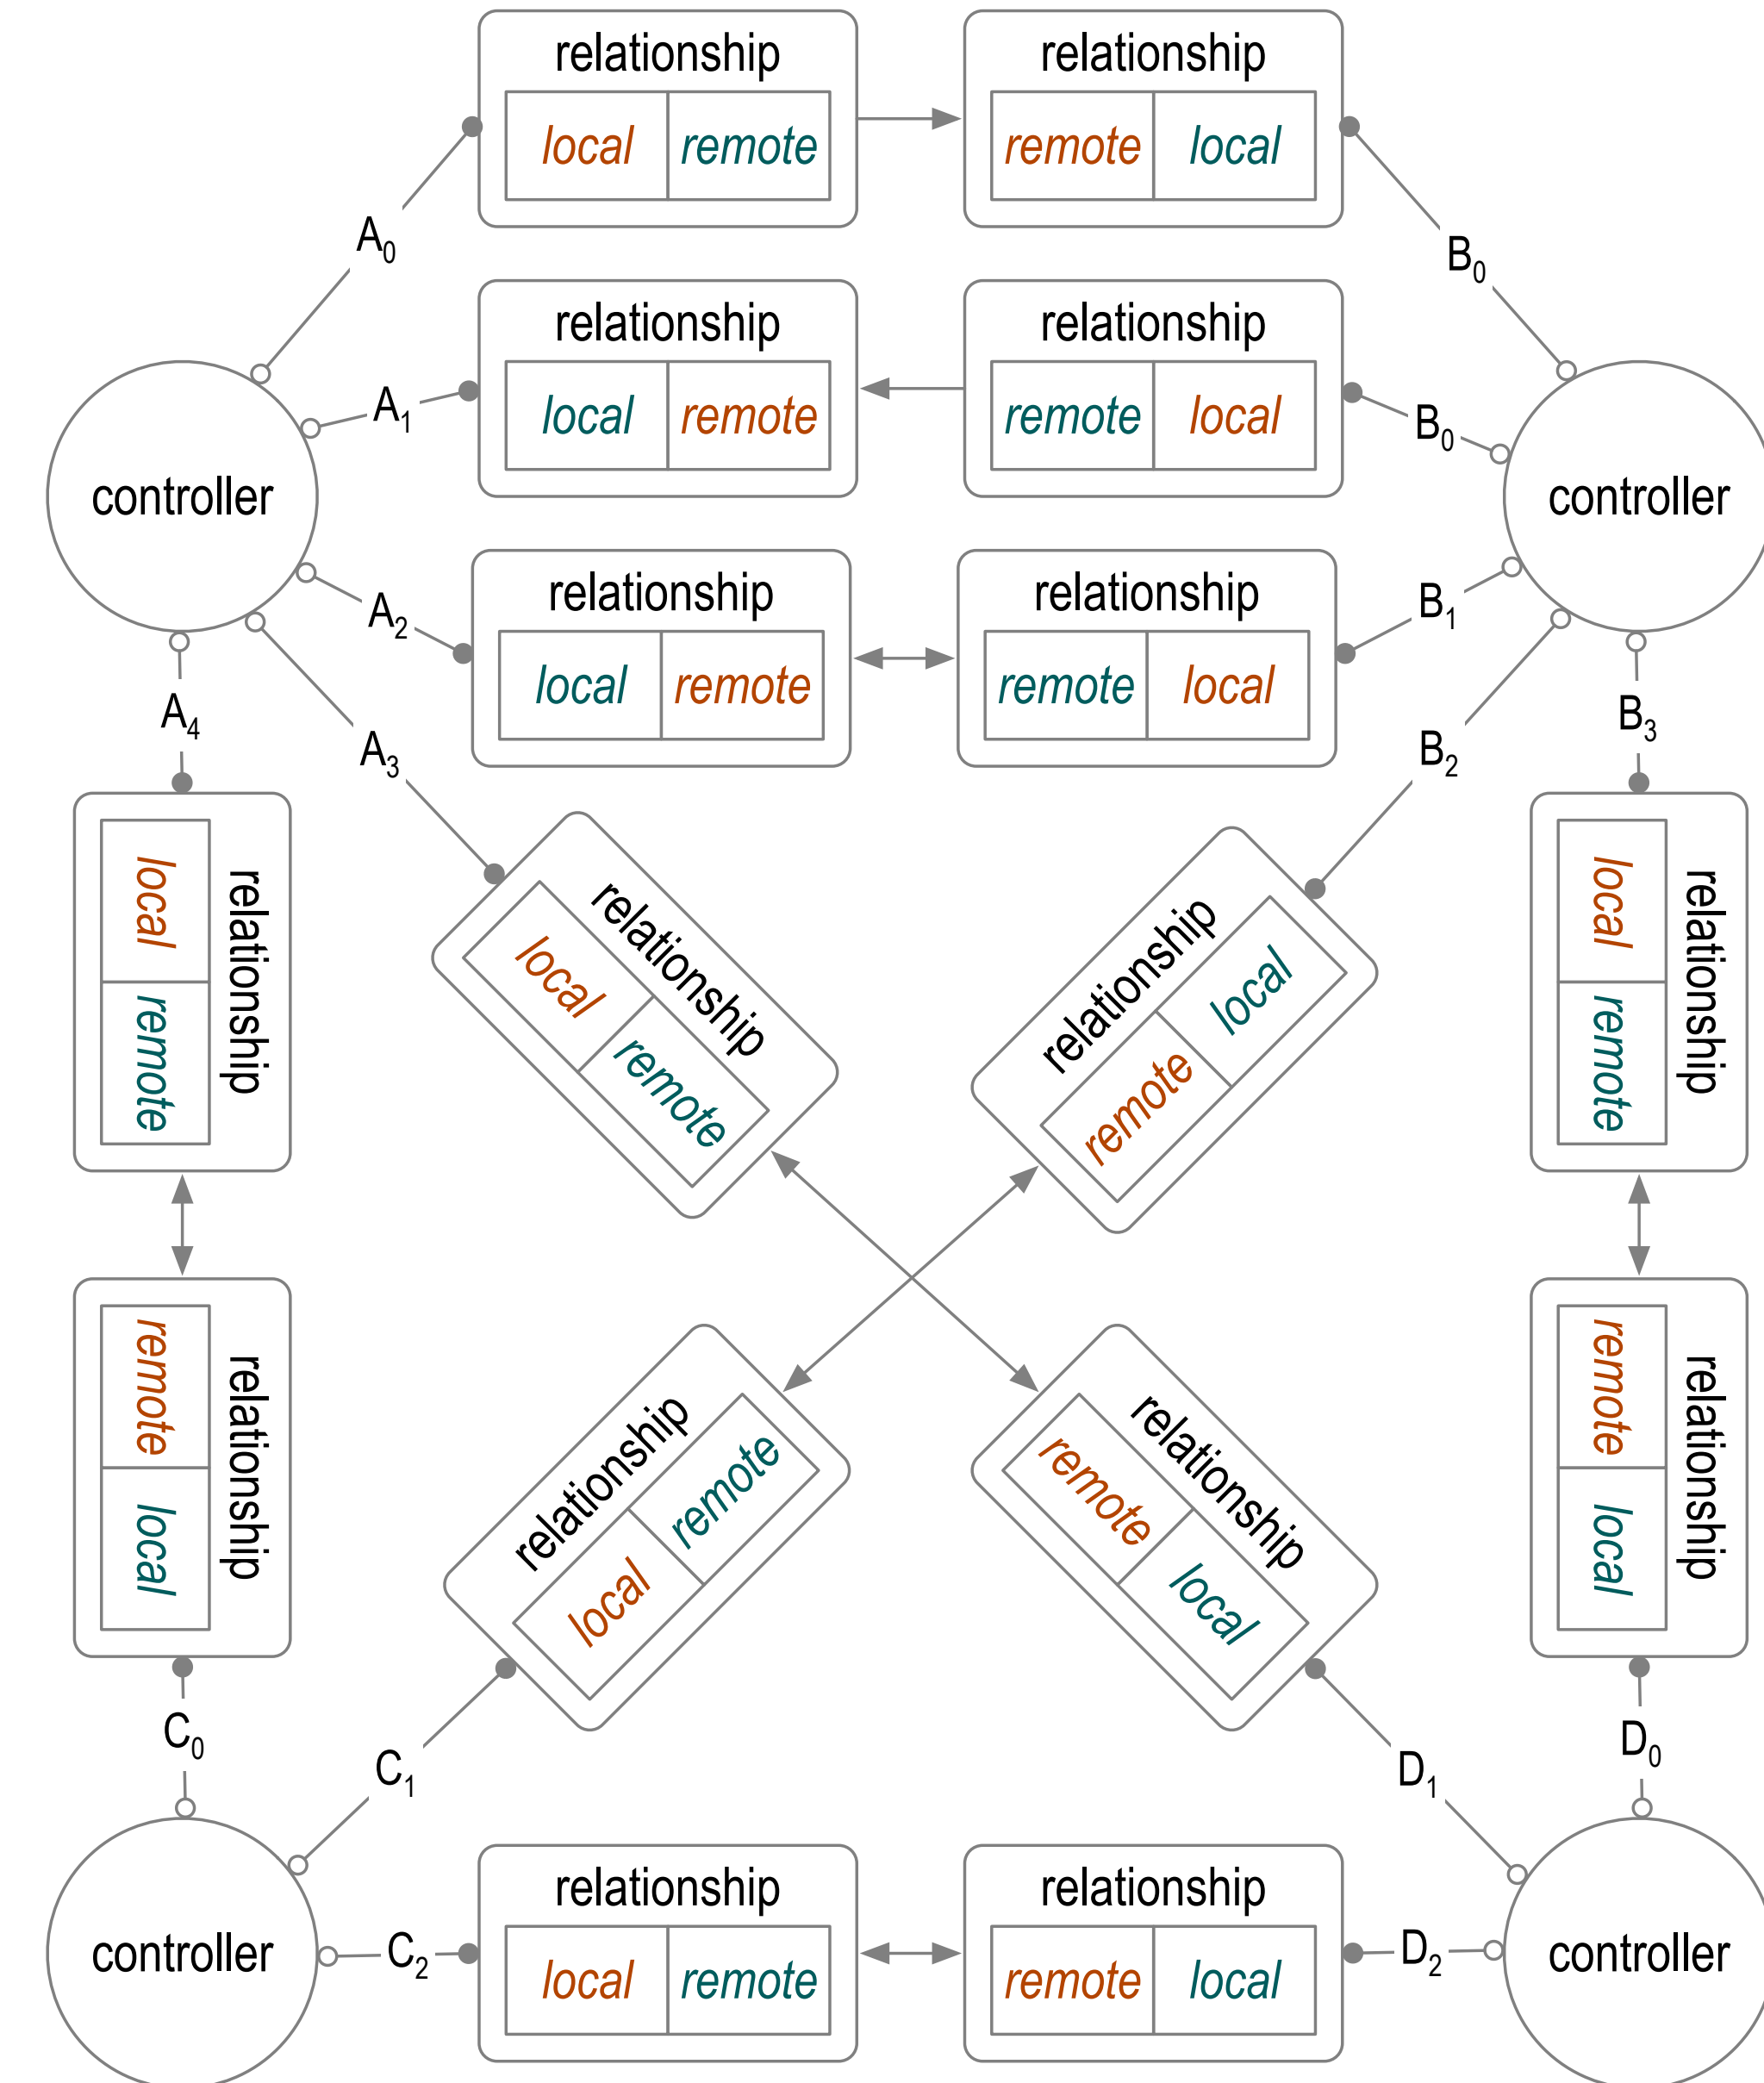 relationship relationship
local remote remote local
A₀ B₀
relationship relationship
local remote remote local
A₁ B₀
controller controller
relationship relationship
local remote remote local
A₂ B₁
A₄ A₃ B₂ B₃
relationship
local remote
relationship
local remote
relationship
remote local
relationship
local remote
relationship
remote local
relationship
local remote
relationship
remote local
relationship
remote local
C₀ C₁ D₁ D₀
controller controller
C₂ D₂
relationship relationship
local remote remote local